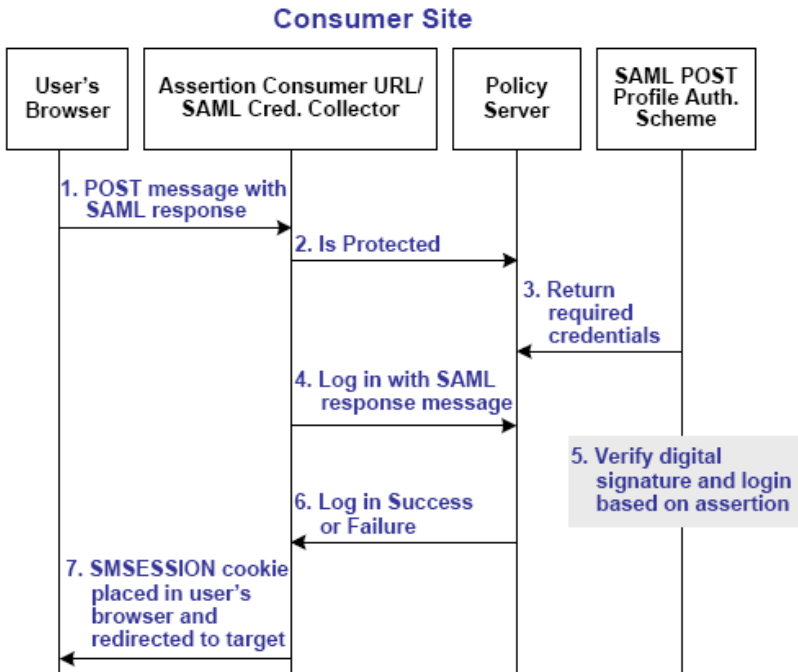 Consumer Site
User's
Browser
Assertion Consumer URL/
SAML Cred. Collector
Policy
Server
SAML POST
Profile Auth.
Scheme
1. POST message with
SAML response
2. Is Protected
3. Return
required
credentials
4. Log in with SAML
response message
5. Verify digital
signature and login
based on assertion
6. Log in Success
or Failure
7. SMSESSION cookie
placed in user's
browser and
redirected to target